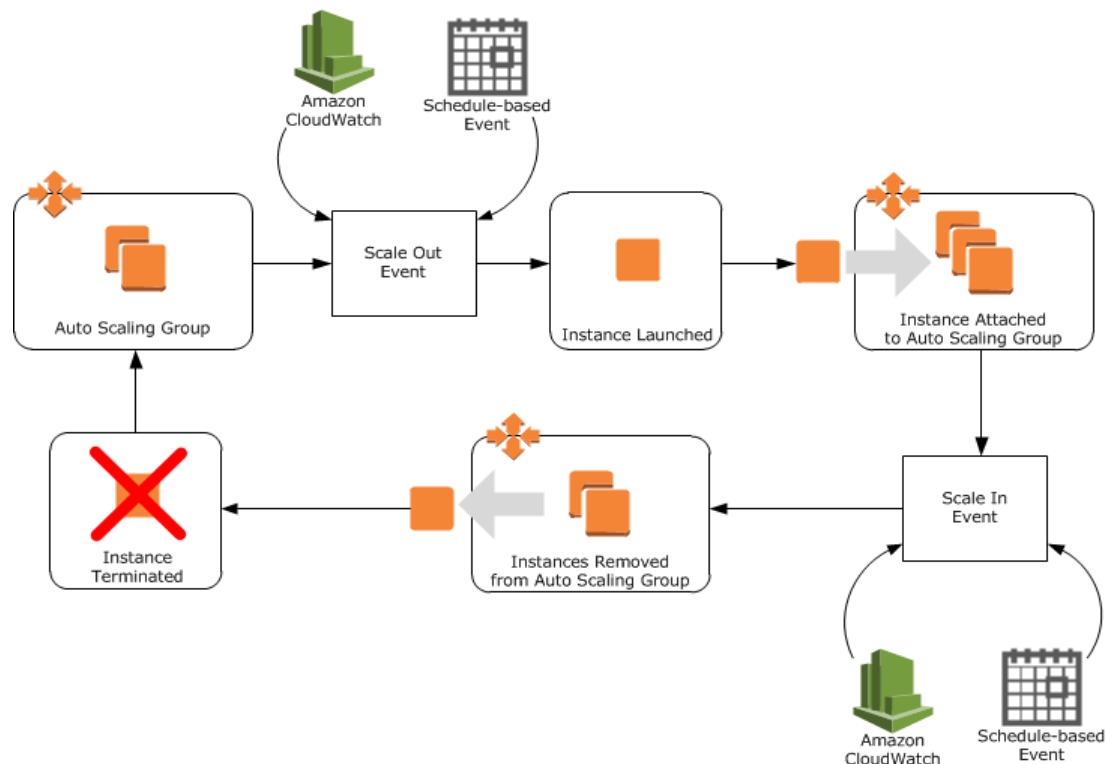 Amazon
CloudWatch
Schedule-based
Event
Auto Scaling Group
Scale Out
Event
Instance Launched
Instance Attached
to Auto Scaling Group
Instance
Terminated
Instances Removed
from Auto Scaling Group
Scale In
Event
Amazon
CloudWatch
Schedule-based
Event